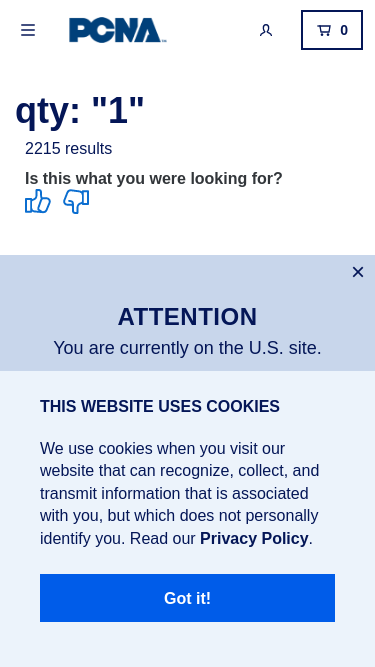 PCNA
0
qty: "1"
2215 results
Is this what you were looking for?
ATTENTION
You are currently on the U.S. site.
THIS WEBSITE USES COOKIES
We use cookies when you visit our
website that can recognize, collect, and
transmit information that is associated
with you, but which does not personally
identify you. Read our Privacy Policy.
Got it!